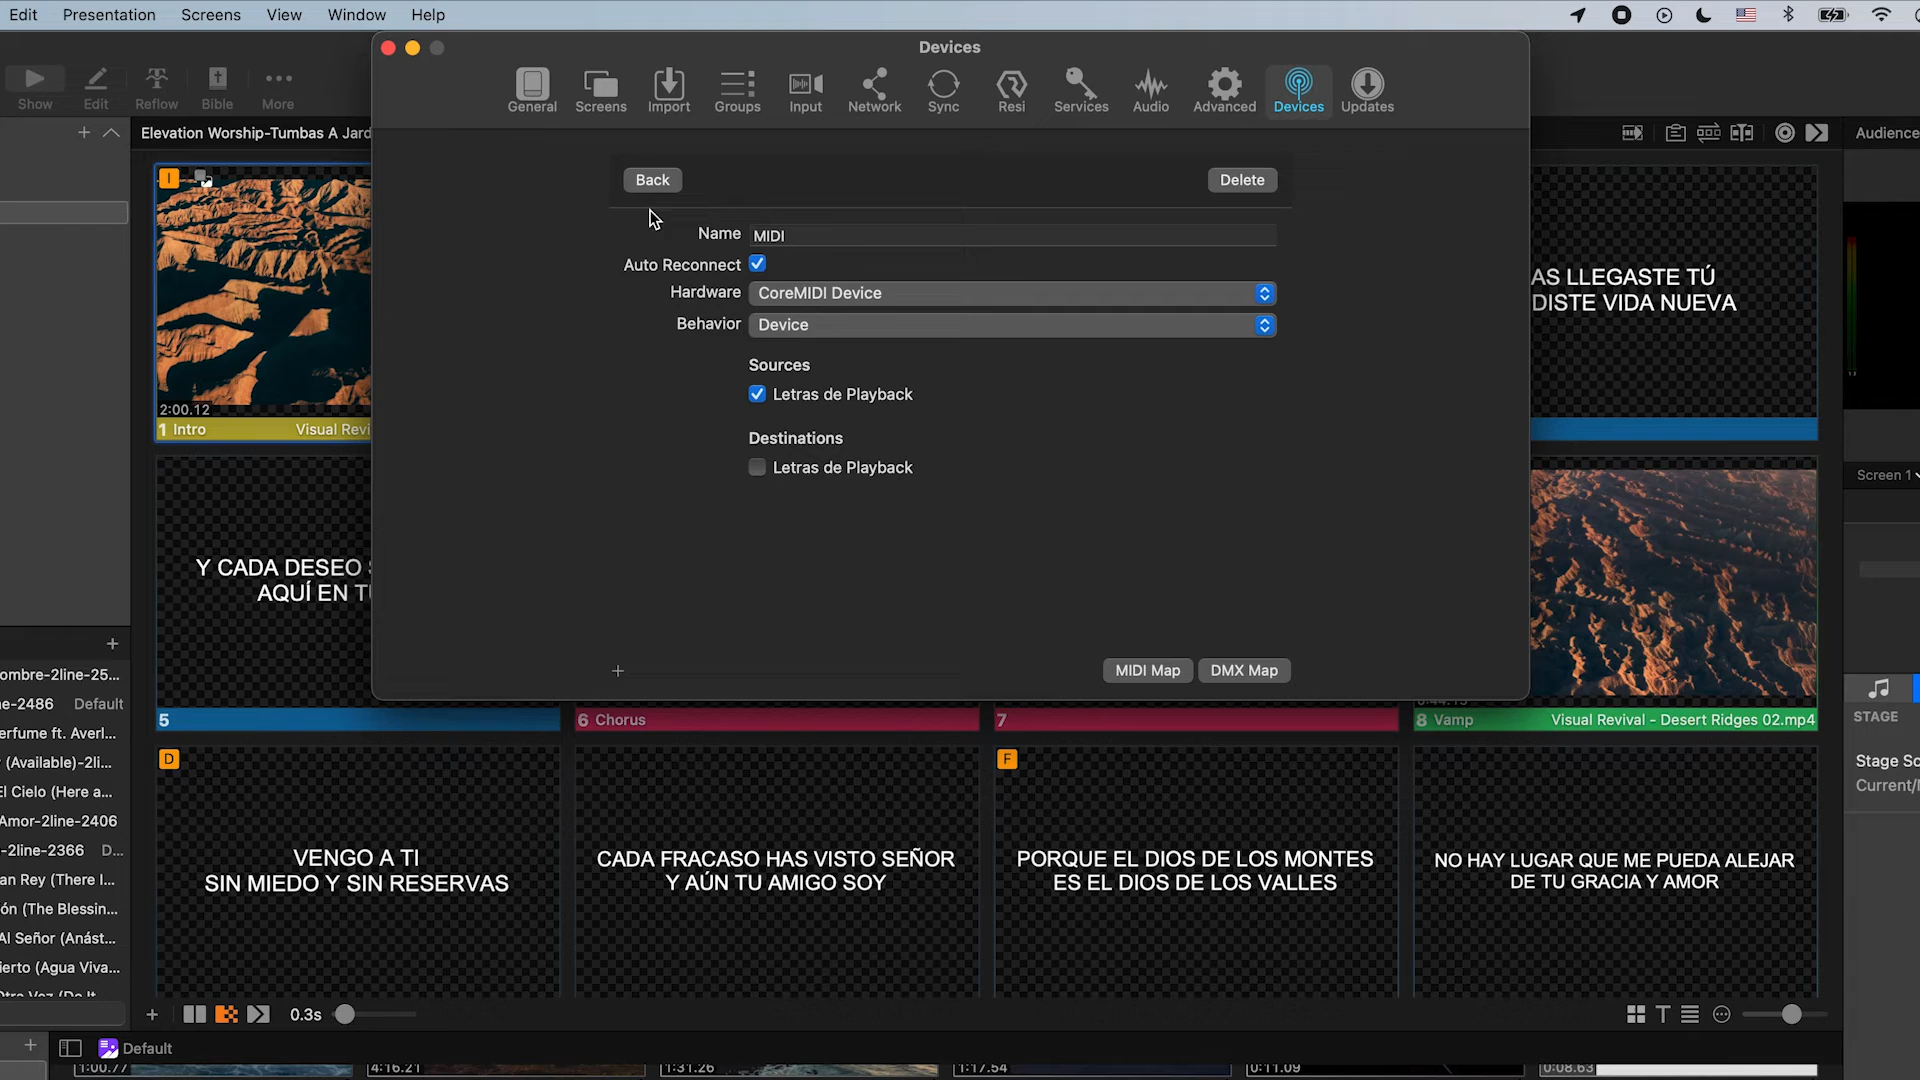 Edit Presentation Screens View Window Help
Devices
Show Edit Reflow Bible More
General Screens Import Groups Input Network Sync Resi Services Audio Advanced Devices Updates
Elevation Worship-Tumbas A Jard
Audience
Back
Delete
Name MIDI
Auto Reconnect
Hardware CoreMIDI Device
Behavior Device
Sources
Letras de Playback
Destinations
Letras de Playback
MIDI Map DMX Map
I
2:00.12
1 Intro Visual Revi
AS LLEGASTE TÚ
DISTE VIDA NUEVA
Screen 1
Y CADA DESEO
AQUÍ EN T
5
6 Chorus
7
8 Vamp Visual Revival - Desert Ridges 02.mp4
STAGE
Stage Sc
Current/
ombre-2line-25...
e-2486 Default
erfume ft. Averl...
(Available)-2li...
El Cielo (Here a...
Amor-2line-2406
-2line-2366 D...
an Rey (There I...
ón (The Blessin...
Al Señor (Anást...
ierto (Agua Viva...
D
VENGO A TI
SIN MIEDO Y SIN RESERVAS
CADA FRACASO HAS VISTO SEÑOR
Y AÚN TU AMIGO SOY
F
PORQUE EL DIOS DE LOS MONTES
ES EL DIOS DE LOS VALLES
NO HAY LUGAR QUE ME PUEDA ALEJAR
DE TU GRACIA Y AMOR
0.3s
Default
1:00.77 4:16.21 1:31.26 1:17.54 0:11.09 0:08.63